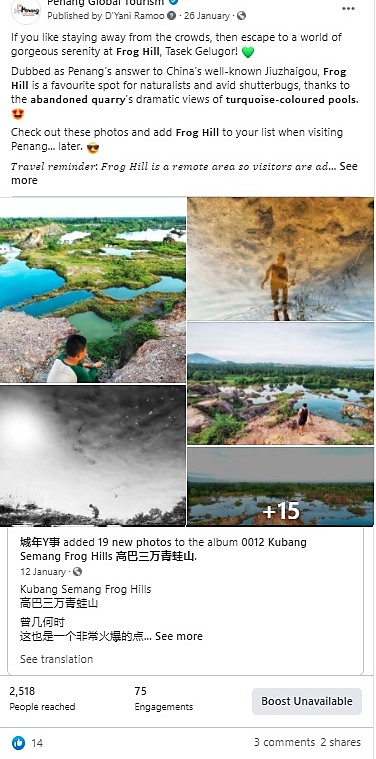 Penang Global Tourism
Published by D'Yani Ramoo · 26 January ·
If you like staying away from the crowds, then escape to a world of
gorgeous serenity at Frog Hill, Tasek Gelugor! 💚
Dubbed as Penang's answer to China's well-known Jiuzhaigou, Frog
Hill is a favourite spot for naturalists and avid shutterbugs, thanks to
the abandoned quarry's dramatic views of turquoise-coloured pools.
😍
Check out these photos and add Frog Hill to your list when visiting
Penang... later. 😎
Travel reminder: Frog Hill is a remote area so visitors are ad... See
more
+15
城年Y事 added 19 new photos to the album 0012 Kubang
Semang Frog Hills 高巴三万青蛙山.
12 January ·
Kubang Semang Frog Hills
高巴三万青蛙山
曾几何时
这也是一个非常火爆的点... See more
See translation
2,518
People reached
75
Engagements
Boost Unavailable
14
3 comments 2 shares